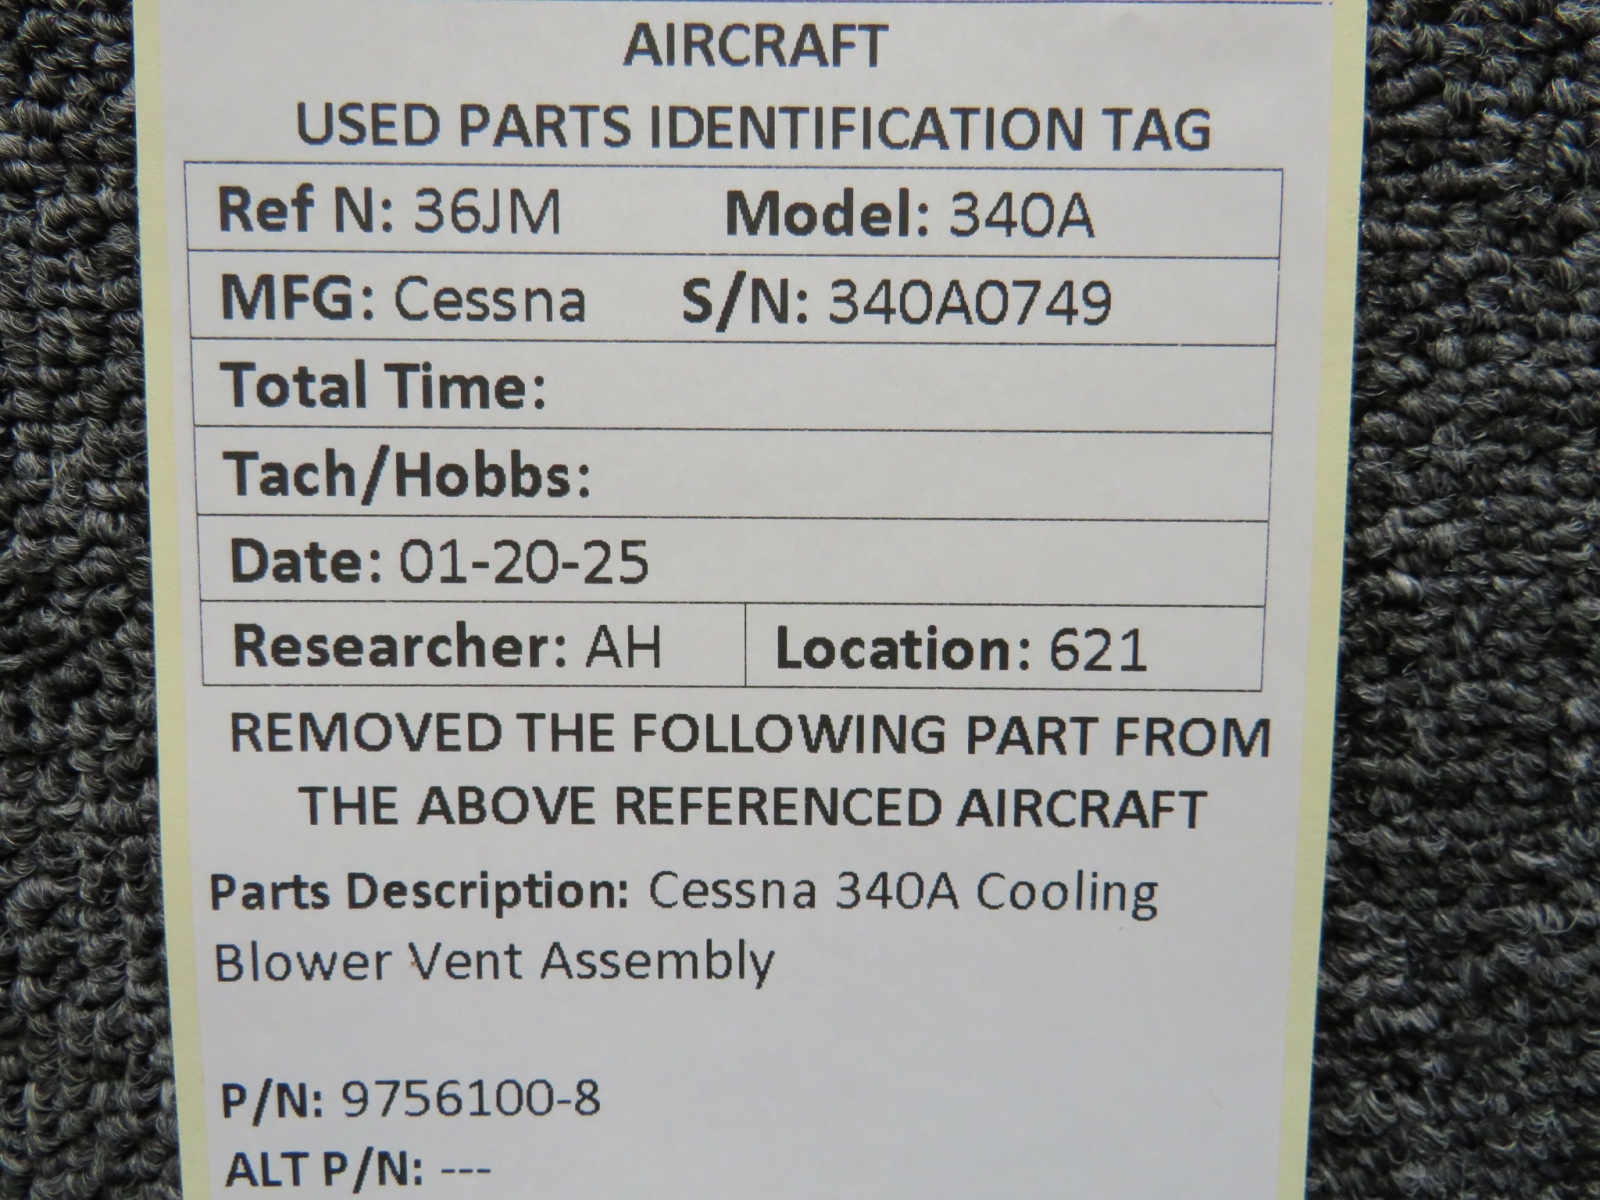 AIRCRAFT
USED PARTS IDENTIFICATION TAG
Ref N: 36JM Model: 340A
MFG: Cessna S/N: 340A0749
Total Time:
Tach/Hobbs:
Date: 01-20-25
Researcher: AH Location: 621
REMOVED THE FOLLOWING PART FROM
THE ABOVE REFERENCED AIRCRAFT
Parts Description: Cessna 340A Cooling
Blower Vent Assembly
P/N: 9756100-8
ALT P/N: ---